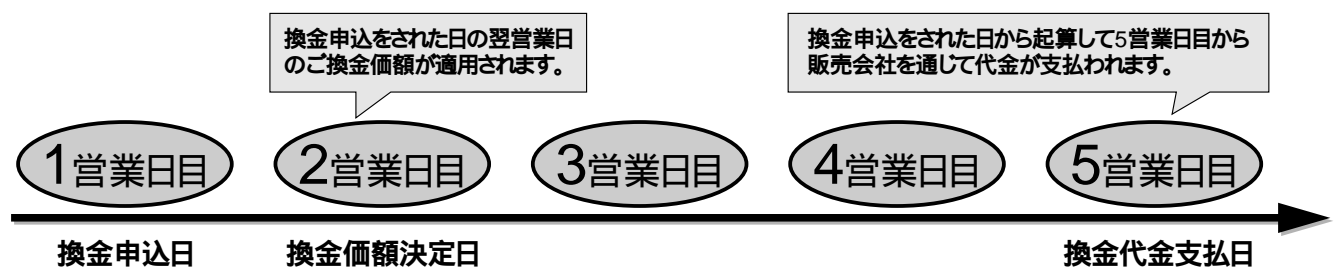 換金申込をされた日の翌営業日
のご換金価額が適用されます。
換金申込をされた日から起算して5営業日目から
販売会社を通じて代金が支払われます。
1営業日目
2営業日目
3営業日目
4営業日目
5営業日目
換金申込日
換金価額決定日
換金代金支払日